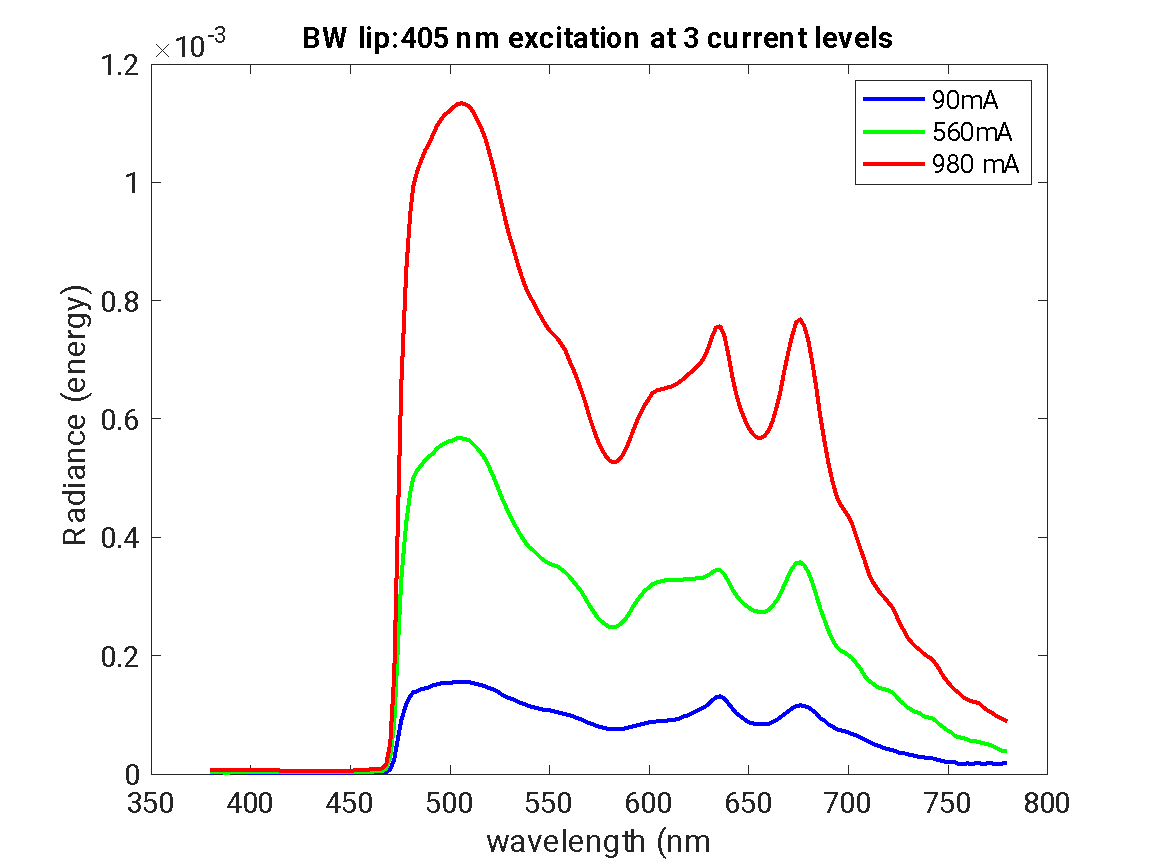 BW lip:405 nm excitation at 3 current levels
×10-3
1.2
1
0.8
0.6
0.4
0.2
0
Radiance (energy)
90mA
560mA
980 mA
350 400 450 500 550 600 650 700 750 800
wavelength (nm